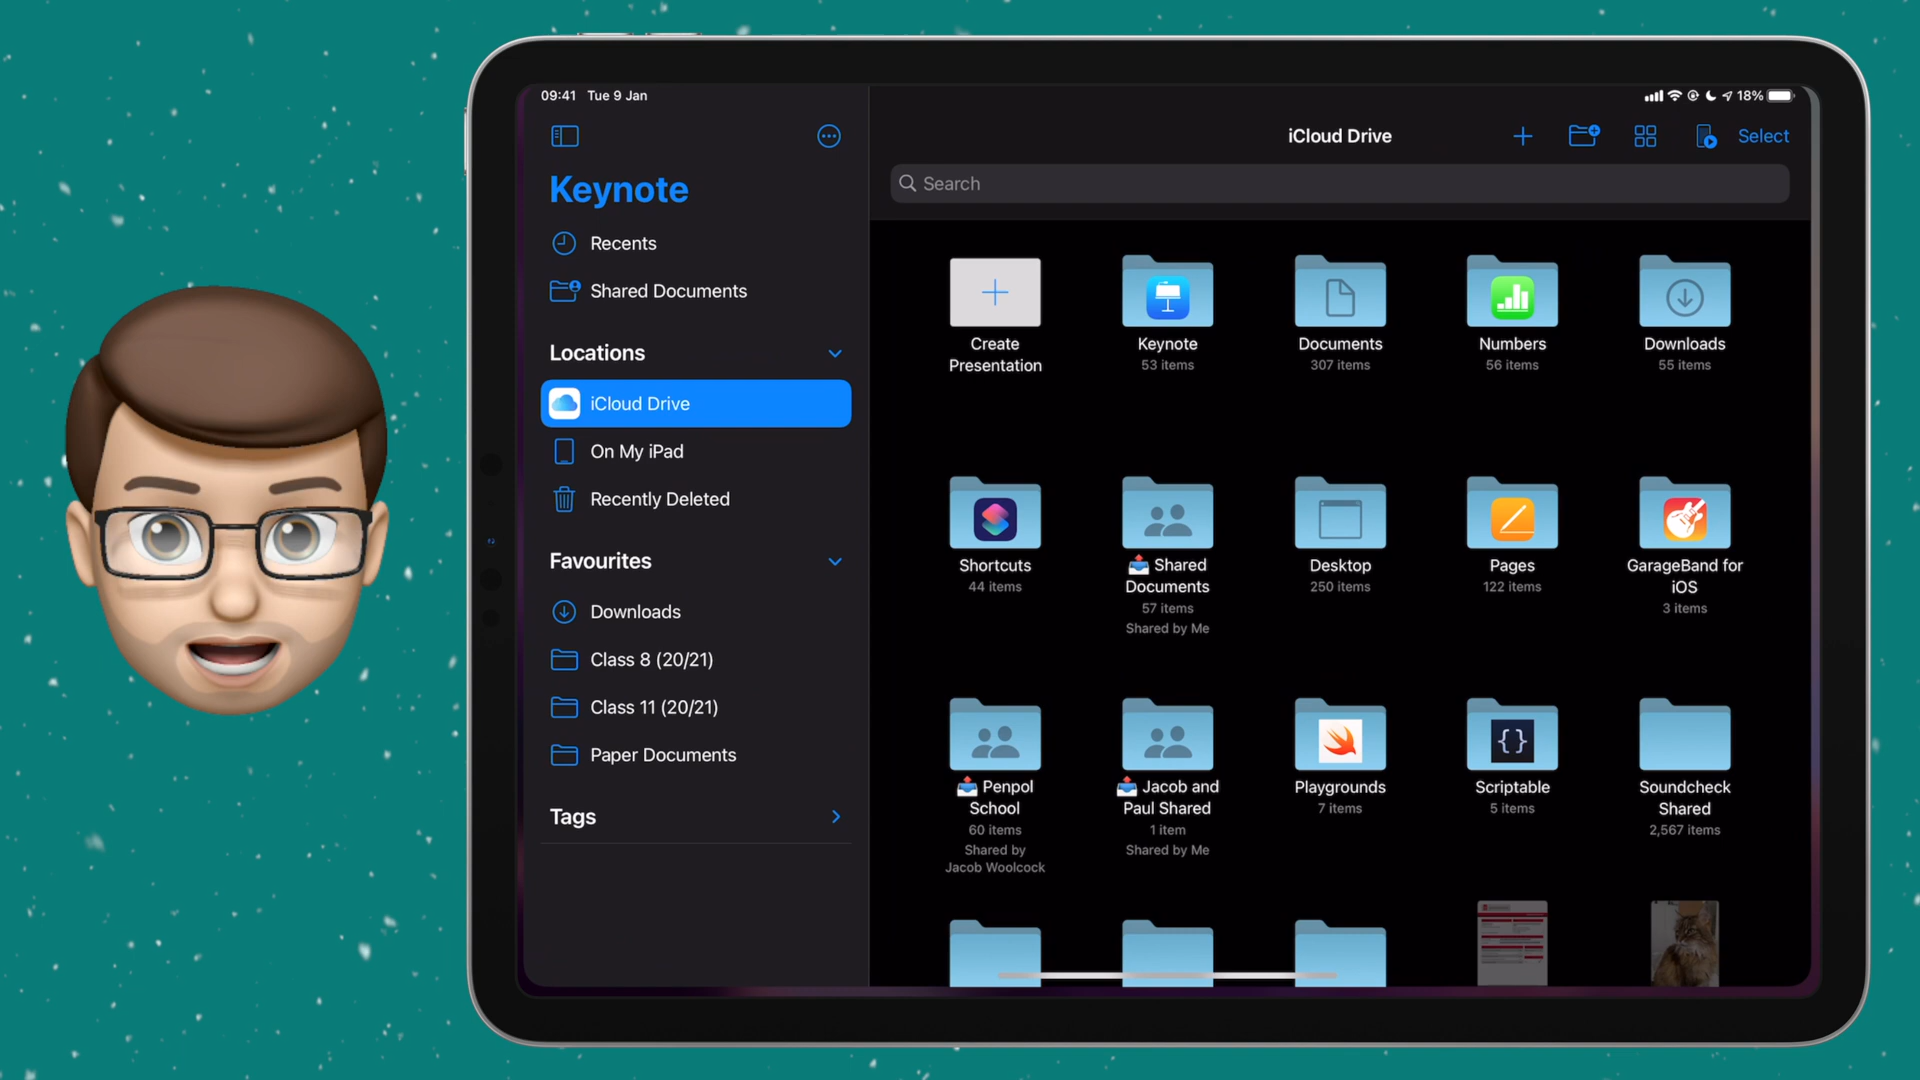 09:41 Tue 9 Jan
18%
Keynote
Recents
Shared Documents
Locations
iCloud Drive
On My iPad
Recently Deleted
Favourites
Downloads
Class 8 (20/21)
Class 11 (20/21)
Paper Documents
Tags
iCloud Drive
Select
Search
Create
Presentation
Keynote
53 items
Documents
307 items
Numbers
56 items
Downloads
55 items
Shortcuts
44 items
Shared
Documents
57 items
Shared by Me
Desktop
250 items
Pages
122 items
GarageBand for
iOS
3 items
Penpol
School
60 items
Shared by
Jacob Woolcock
Jacob and
Paul Shared
1 item
Shared by Me
Playgrounds
7 items
{}
Scriptable
5 items
Soundcheck
Shared
2,567 items